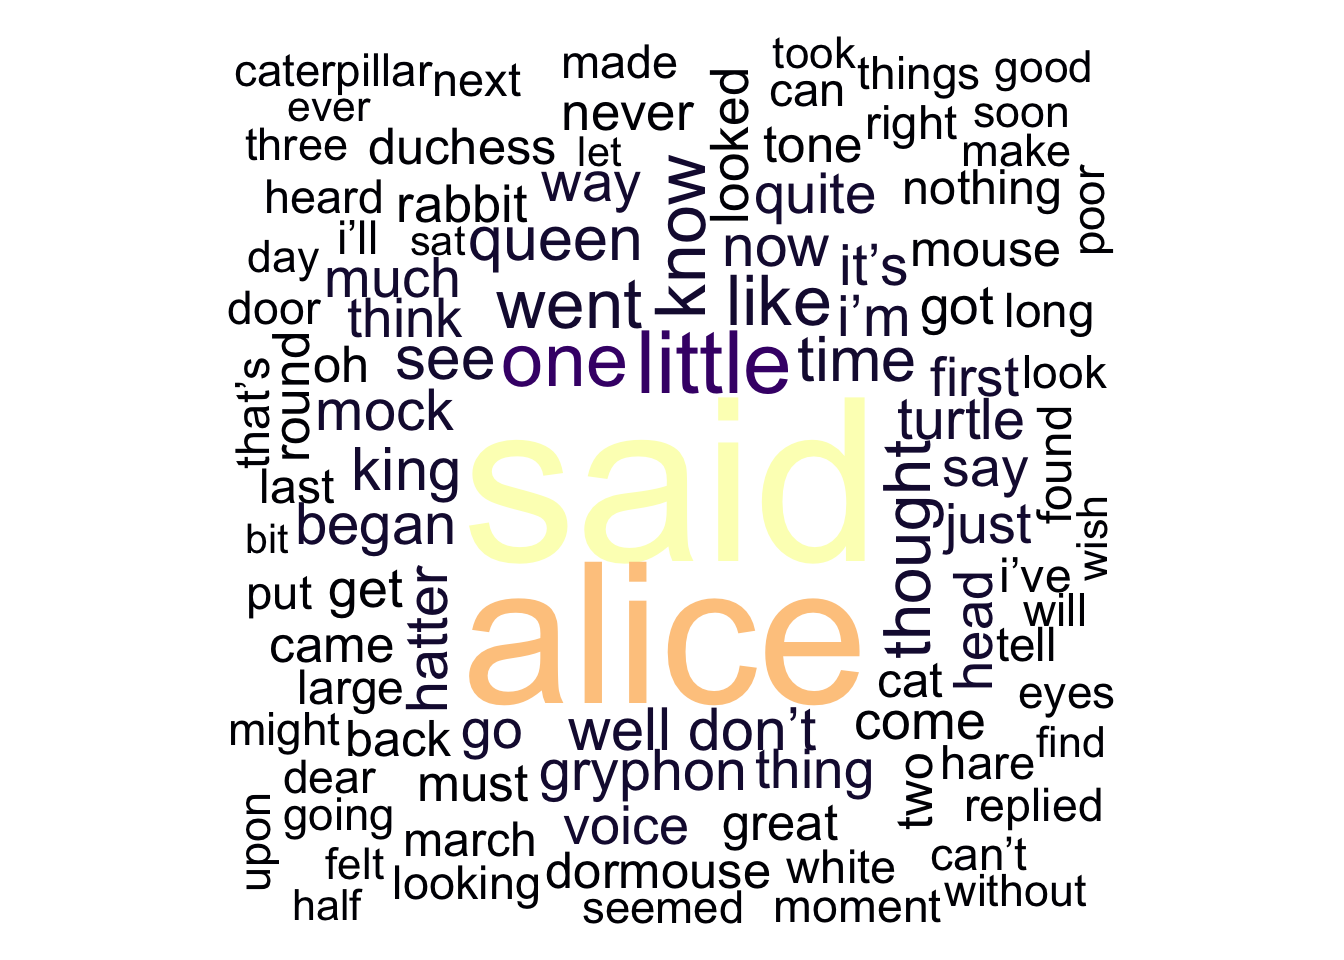 caterpillar next made took things good
ever never looked can right soon
three duchess let tone make
heard rabbit way know quite nothing poor
day i’ll sat queen now it’s mouse
much went like i’m got long
door think
that’s round oh see one little time first look
mock said turtle found
last king thought say
bit began just wish
put get hatter alice head i’ve will
came tell
large cat eyes
might back go well don’t come find
dear must gryphon thing two hare
upon going voice great replied
march
felt looking dormouse white can’t
half seemed moment without